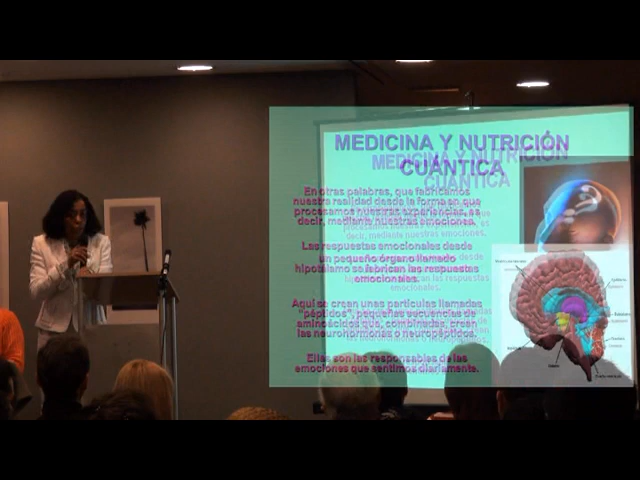 MEDICINA Y NUTRICIÓN
CUÁNTICA
En otras palabras, que fabricamos
nuestra realidad desde la forma en que
procesamos nuestras experiencias, es
decir, mediante nuestras emociones.
Las respuestas emocionales desde
un pequeño órgano llamado
hipotálamo se fabrican las respuestas
emocionales.
Aquí se crean unas partículas llamadas
"péptidos", pequeñas secuencias de
aminoácidos que, combinadas, crean
las neurohormonas o neuropéptidos.
Ellas son las responsables de las
emociones que sentimos diariamente.